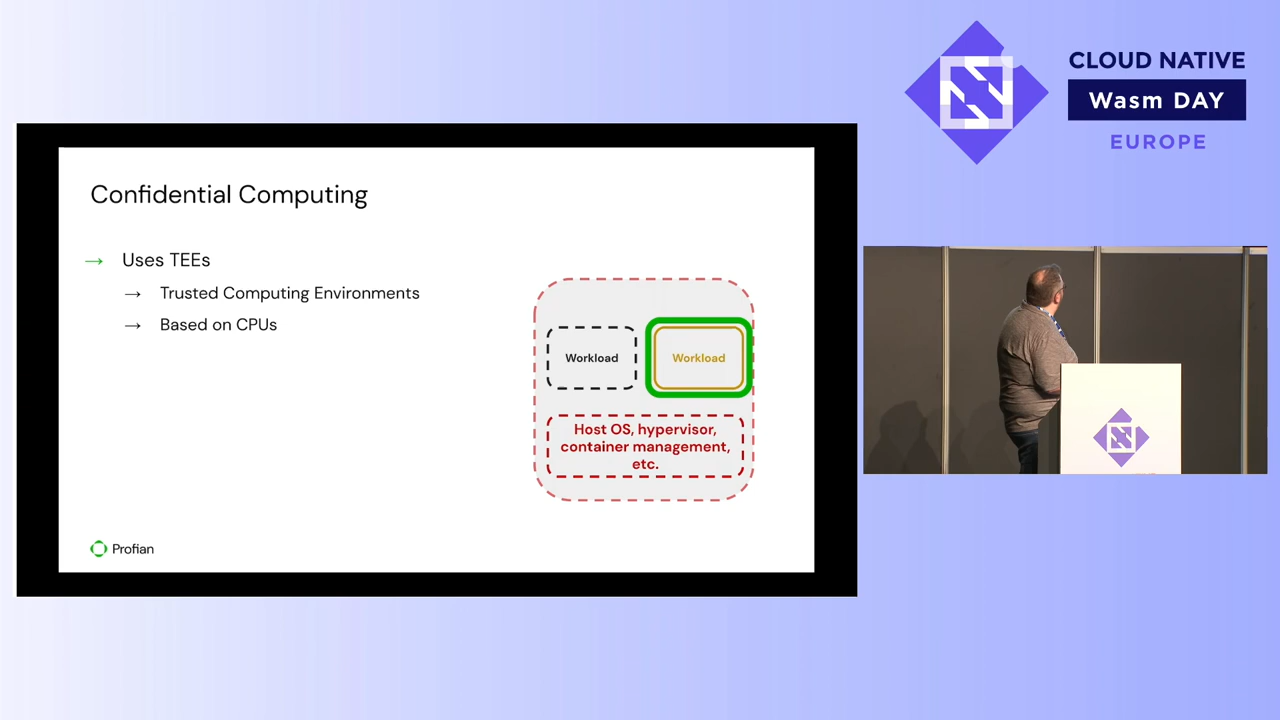 CLOUD NATIVE
Wasm DAY
EUROPE
Confidential Computing
→ Uses TEEs
→ Trusted Computing Environments
→ Based on CPUs
Workload
Workload
Host OS, hypervisor,
container management,
etc.
Profian